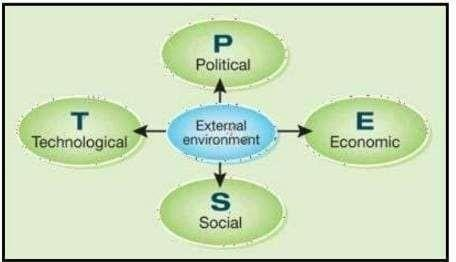 P
Political
T
Technological
External
environment
E
Economic
S
Social